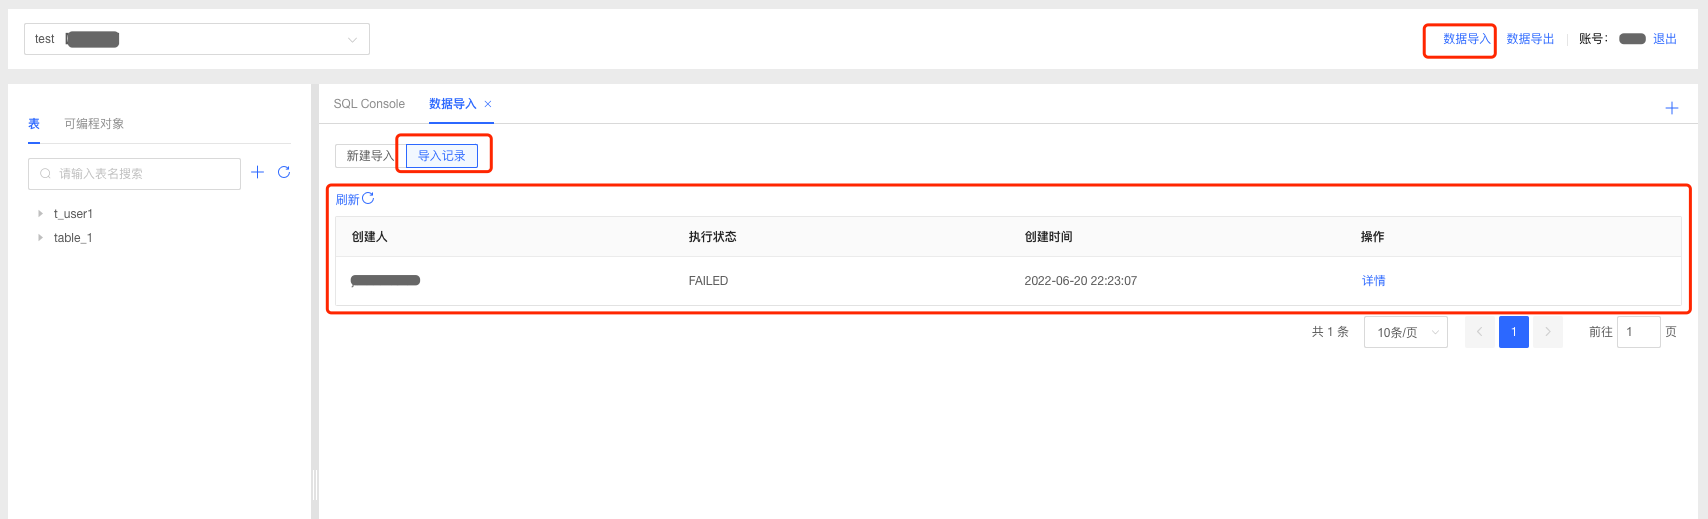 test
数据导入 数据导出 账号： 退出
表 可编程对象
请输入表名搜索
t_user1
table_1
SQL Console 数据导入
新建导入 导入记录
刷新
创建人 执行状态 创建时间 操作
FAILED 2022-06-20 22:23:07 详情
共 1 条 10条/页 1 前往 1 页